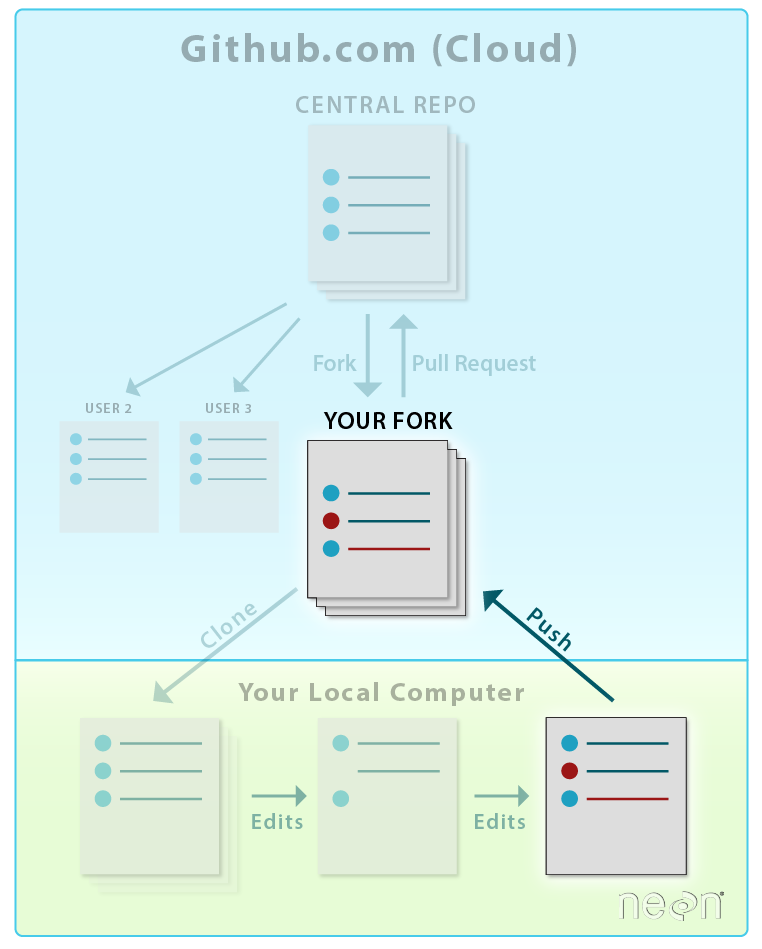 Github.com (Cloud)
CENTRAL REPO
Fork
Pull Request
USER 2
USER 3
YOUR FORK
Clone
Push
Your Local Computer
Edits
Edits
neon